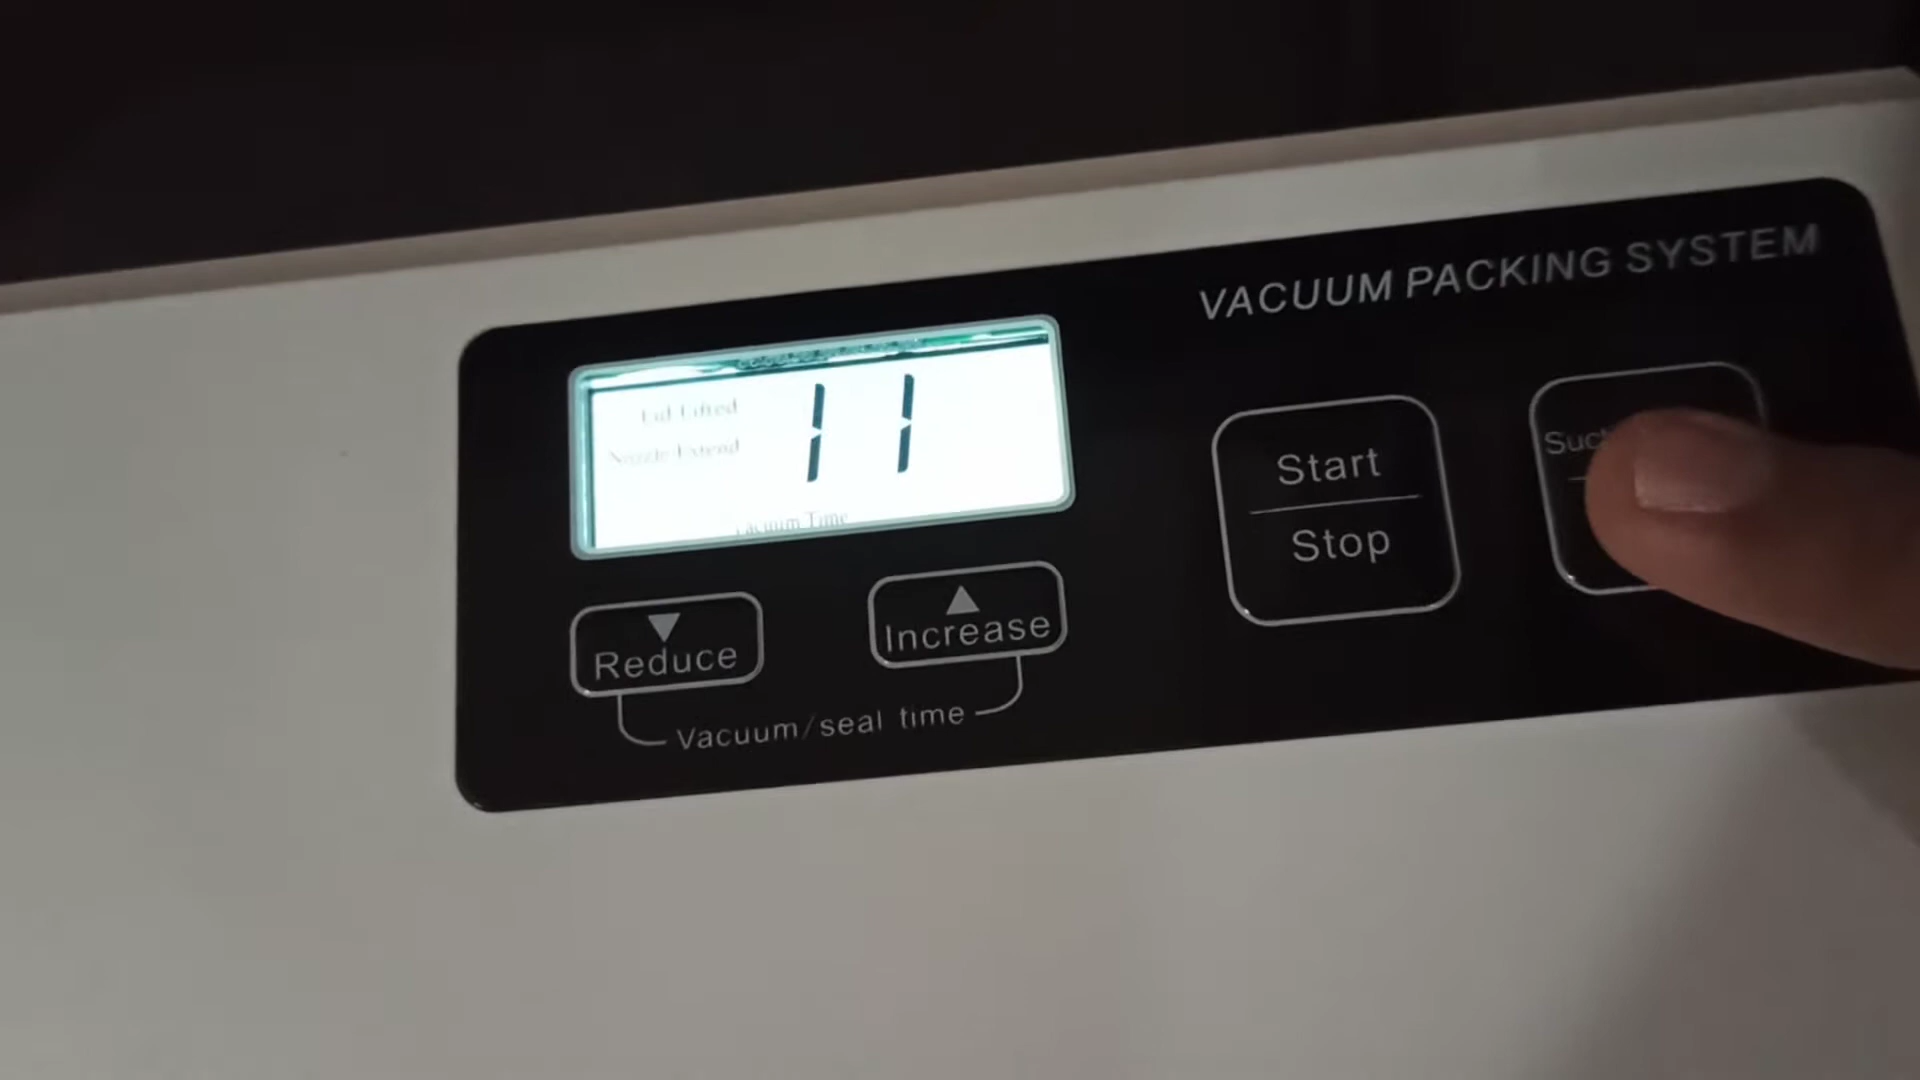 VACUUM PACKING SYSTEM
Lid Lifted
Nozzle Extend
11
Vacuum Time
Start
Stop
Reduce
Increase
Vacuum/seal time